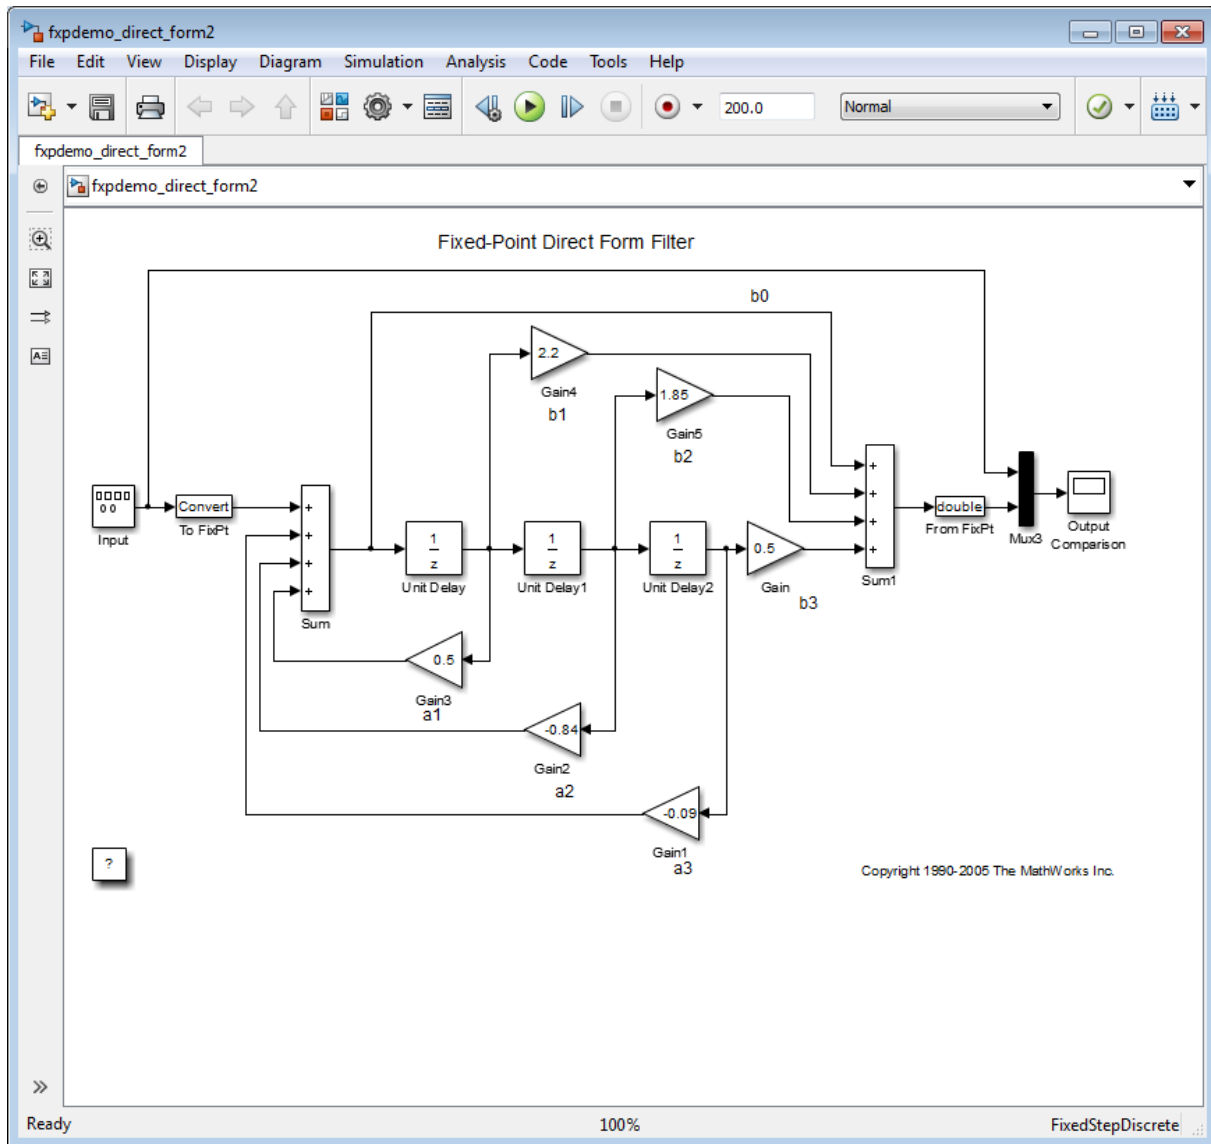 fxpdemo_direct_form2
File Edit View Display Diagram Simulation Analysis Code Tools Help
200.0 Normal
fxpdemo_direct_form2
fxpdemo_direct_form2
Fixed-Point Direct Form Filter
b0
2.2
Gain4
b1
1.85
Gain5
b2
Input
Convert
To FixPt
+
+
+
+
Sum
1
z
Unit Delay
1
z
Unit Delay1
1
z
Unit Delay2
0.5
Gain
b3
+
+
+
+
Sum1
double
From FixPt
Mux3
Output
Comparison
0.5
Gain3
a1
-0.84
Gain2
a2
-0.09
Gain1
a3
?
Copyright 1990-2005 The MathWorks Inc.
Ready 100% FixedStepDiscrete